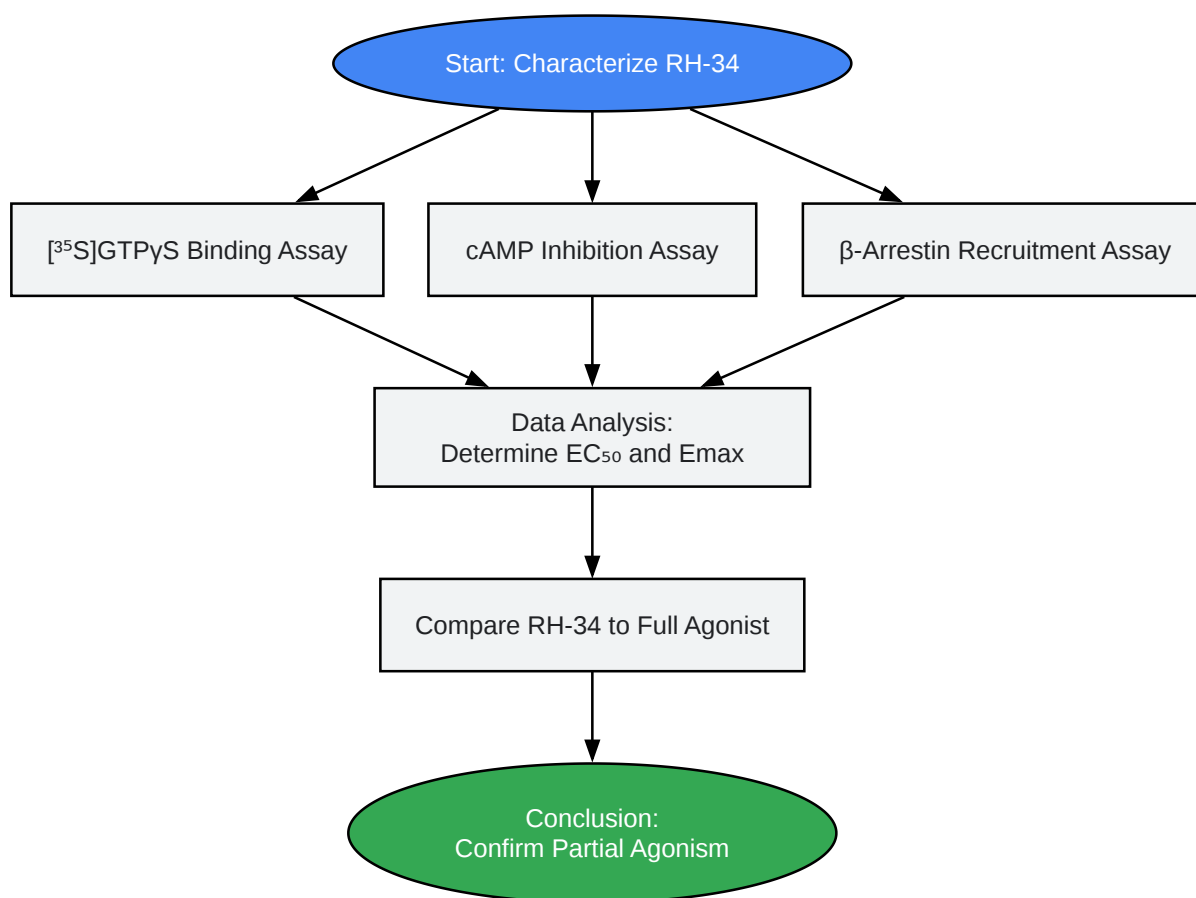 Start: Characterize RH-34
[³⁵S]GTPγS Binding Assay
cAMP Inhibition Assay
β-Arrestin Recruitment Assay
Data Analysis:
Determine EC₅₀ and Emax
Compare RH-34 to Full Agonist
Conclusion:
Confirm Partial Agonism